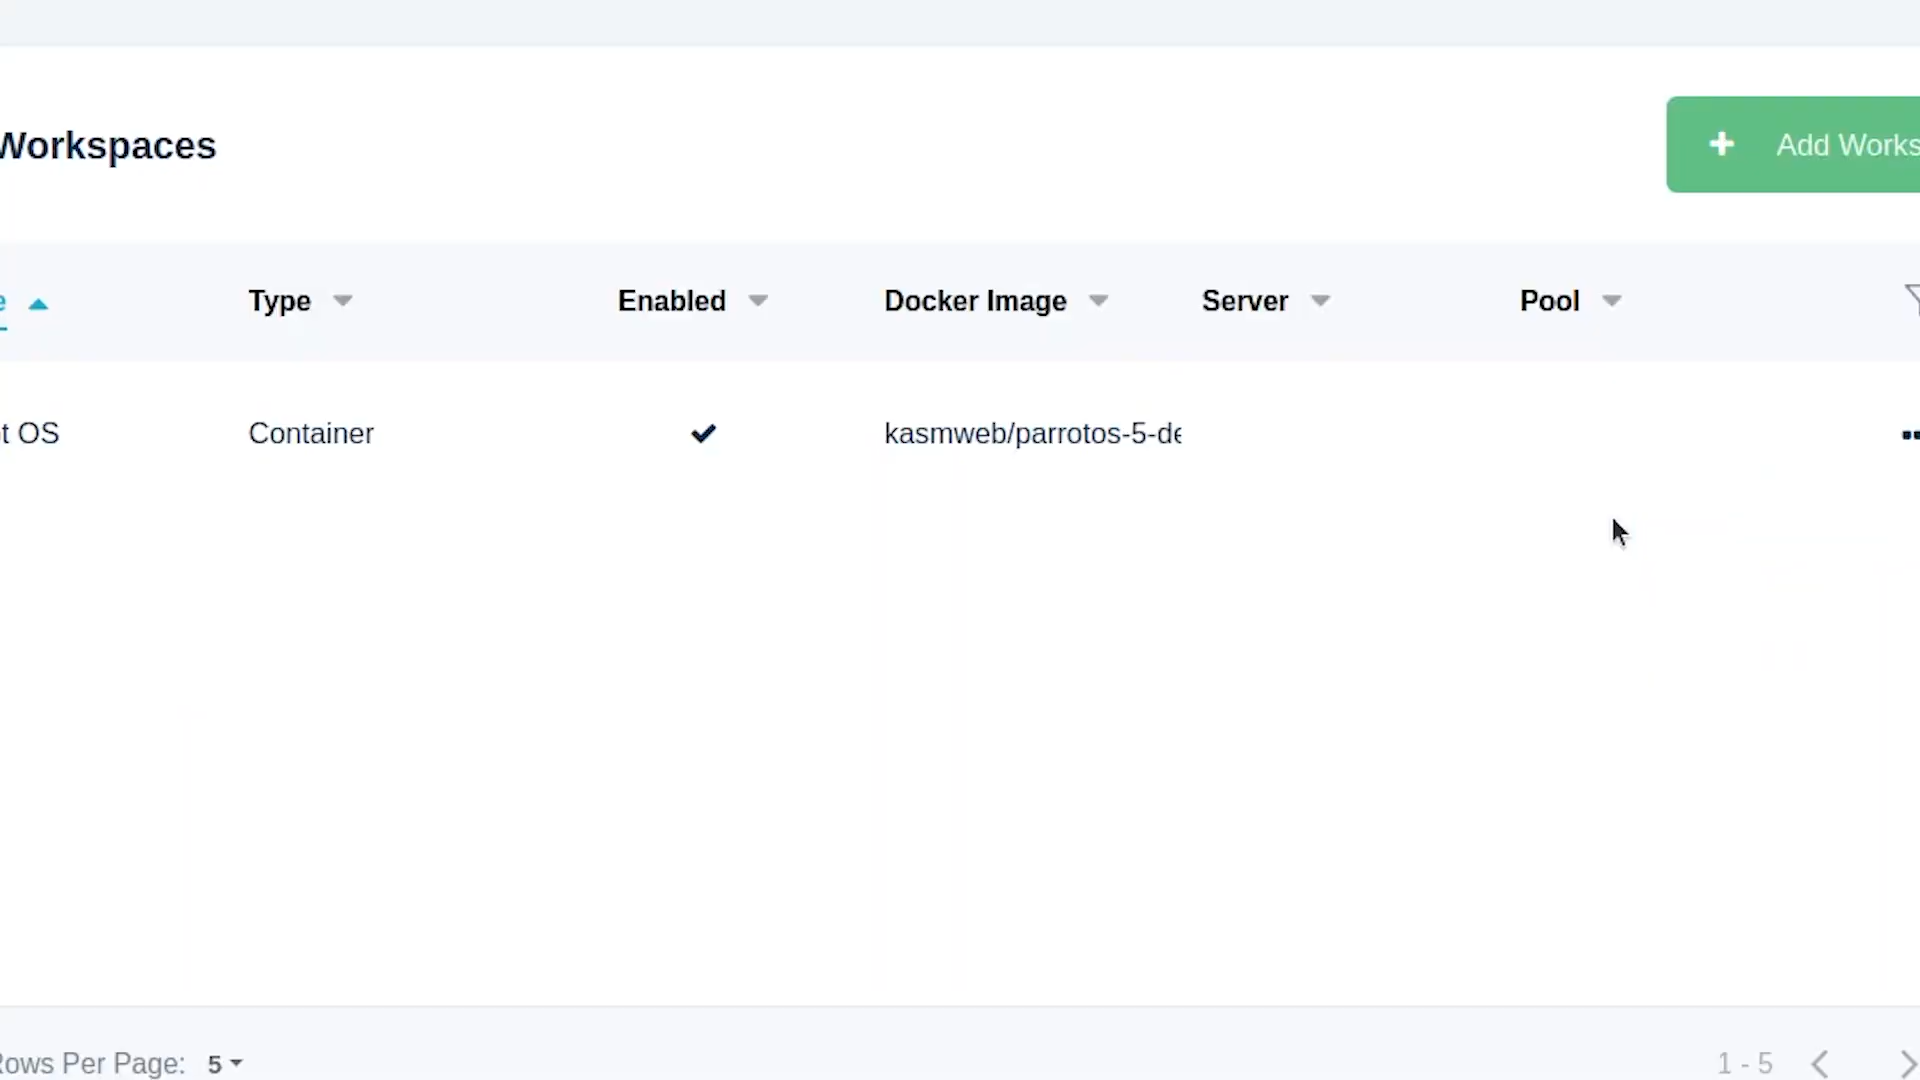 Workspaces
Add Works
e Type Enabled Docker Image Server Pool
t OS Container kasmweb/parrotos-5-de
Rows Per Page: 5 1 - 5